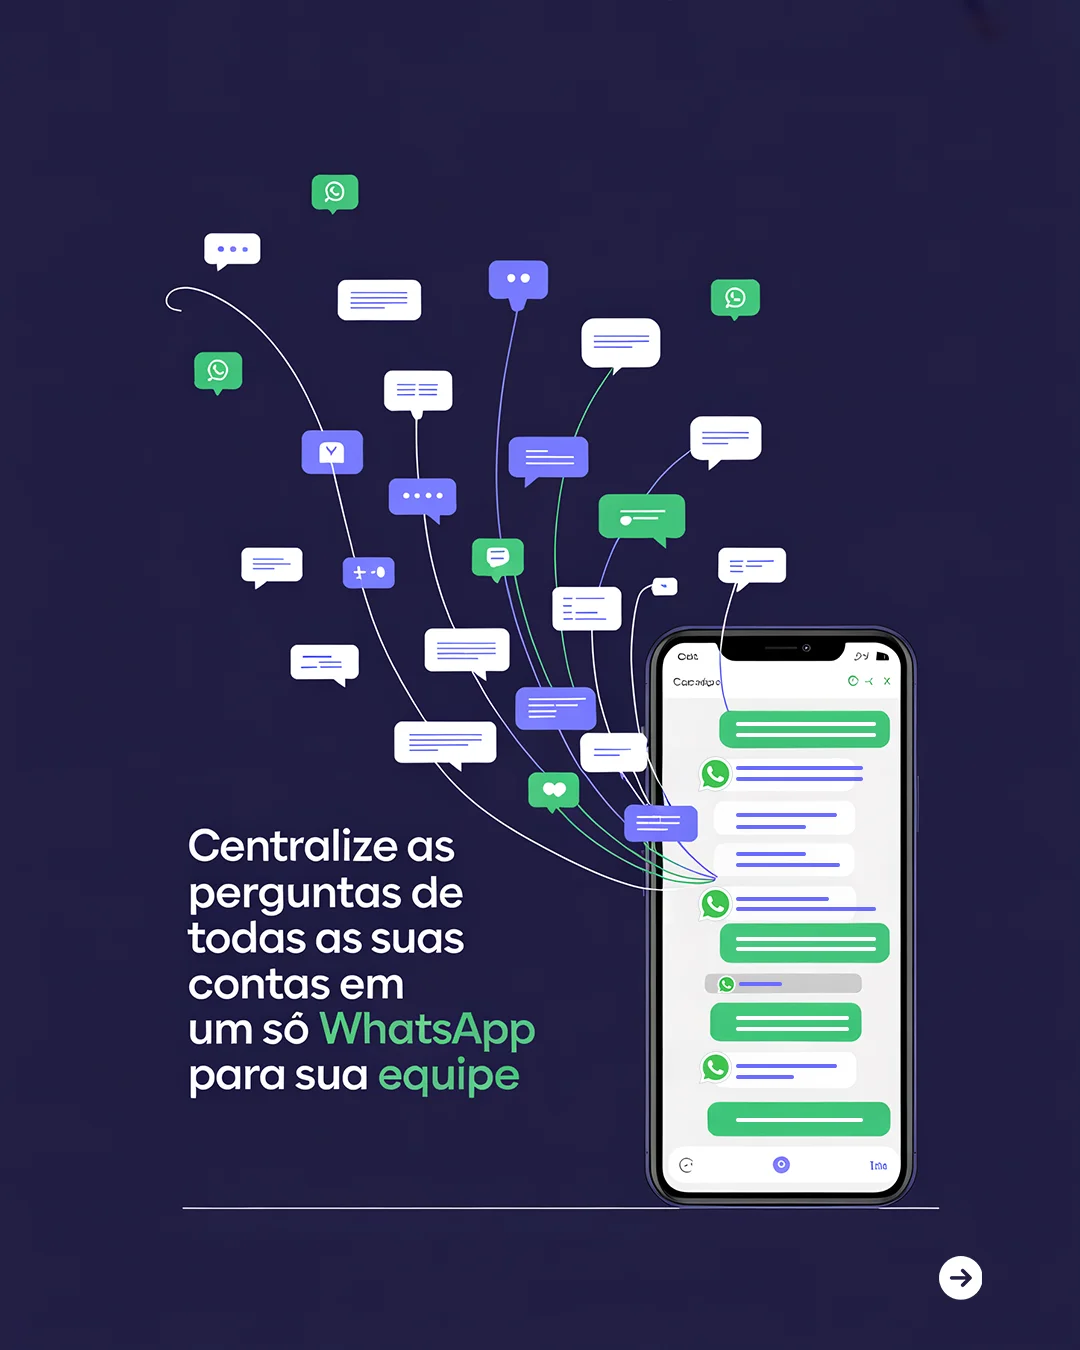 Centralize as
perguntas de
todas as suas
contas em
um só WhatsApp
para sua equipe